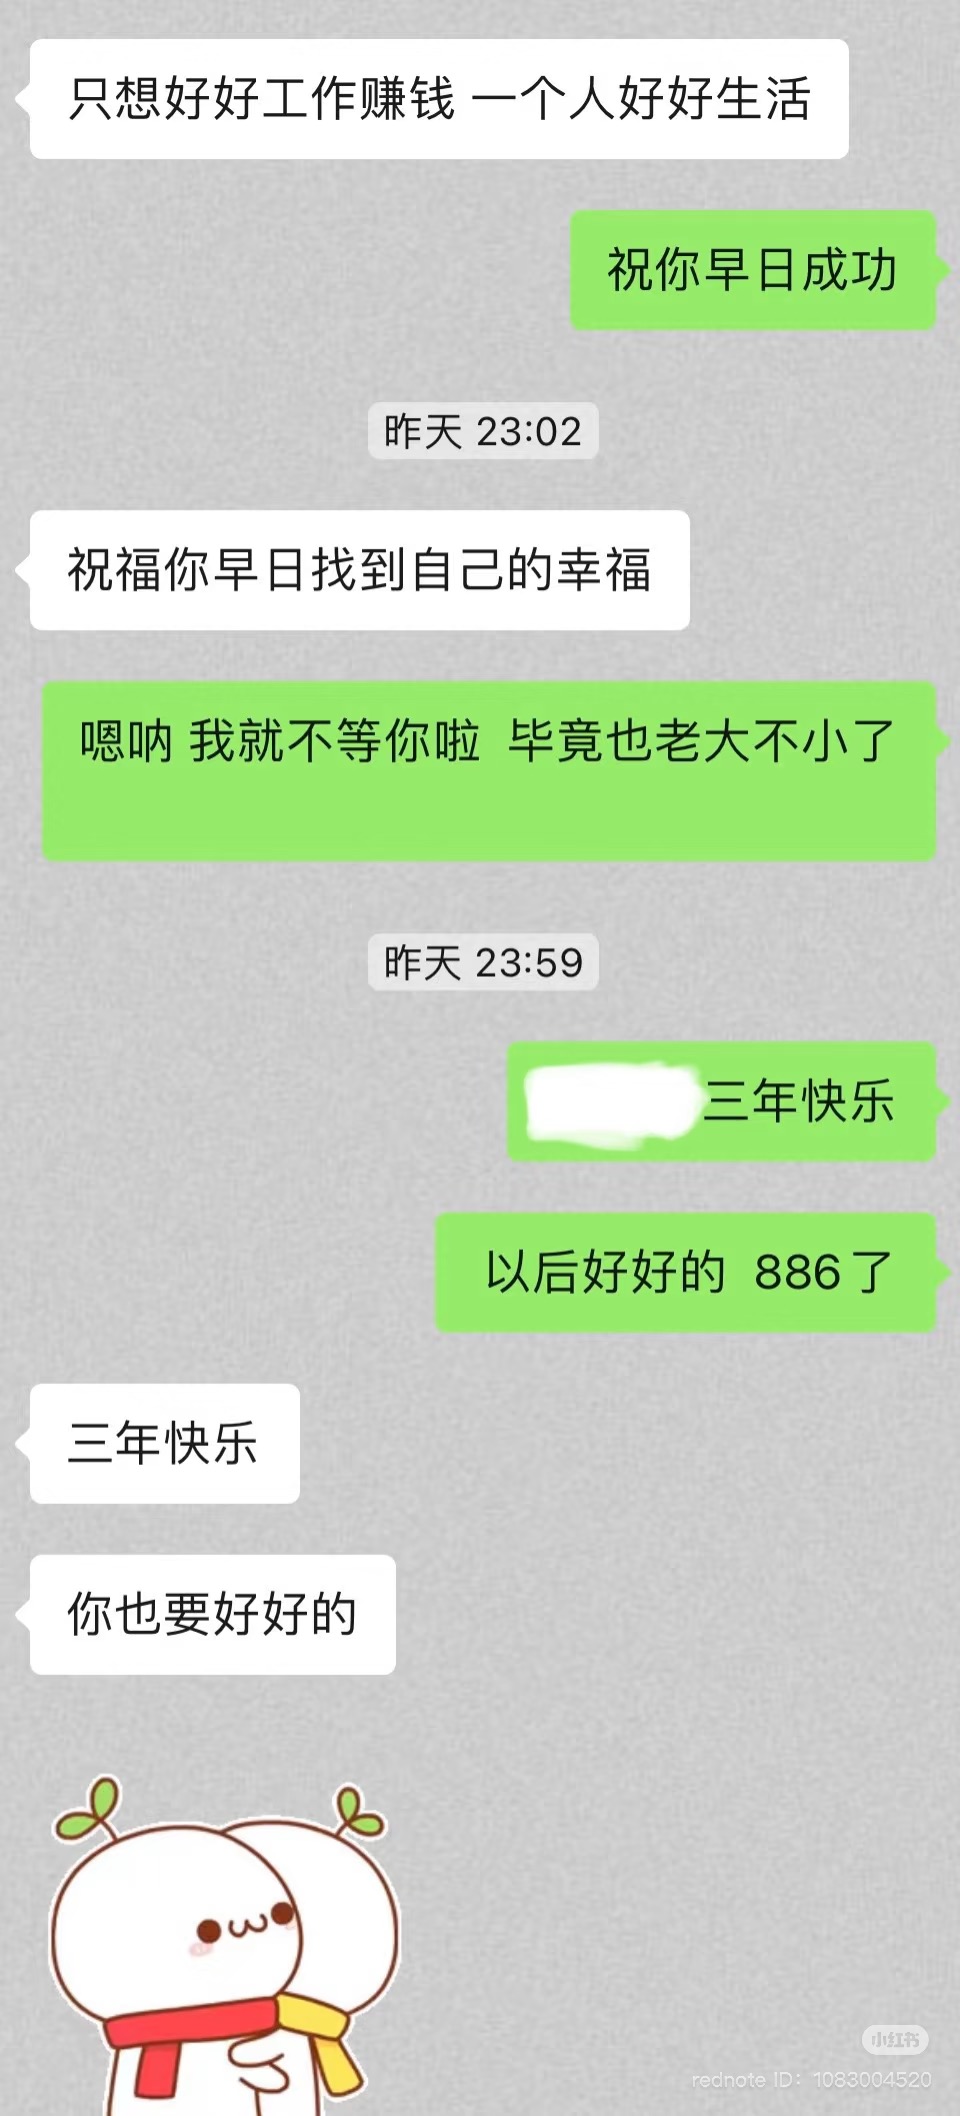 只想好好工作赚钱 一个人好好生活
祝你早日成功
昨天 23:02
祝福你早日找到自己的幸福
嗯呐 我就不等你啦  毕竟也老大不小了
昨天 23:59
三年快乐
以后好好的  886了
三年快乐
你也要好好的
小红书
rednote ID: 1083004520